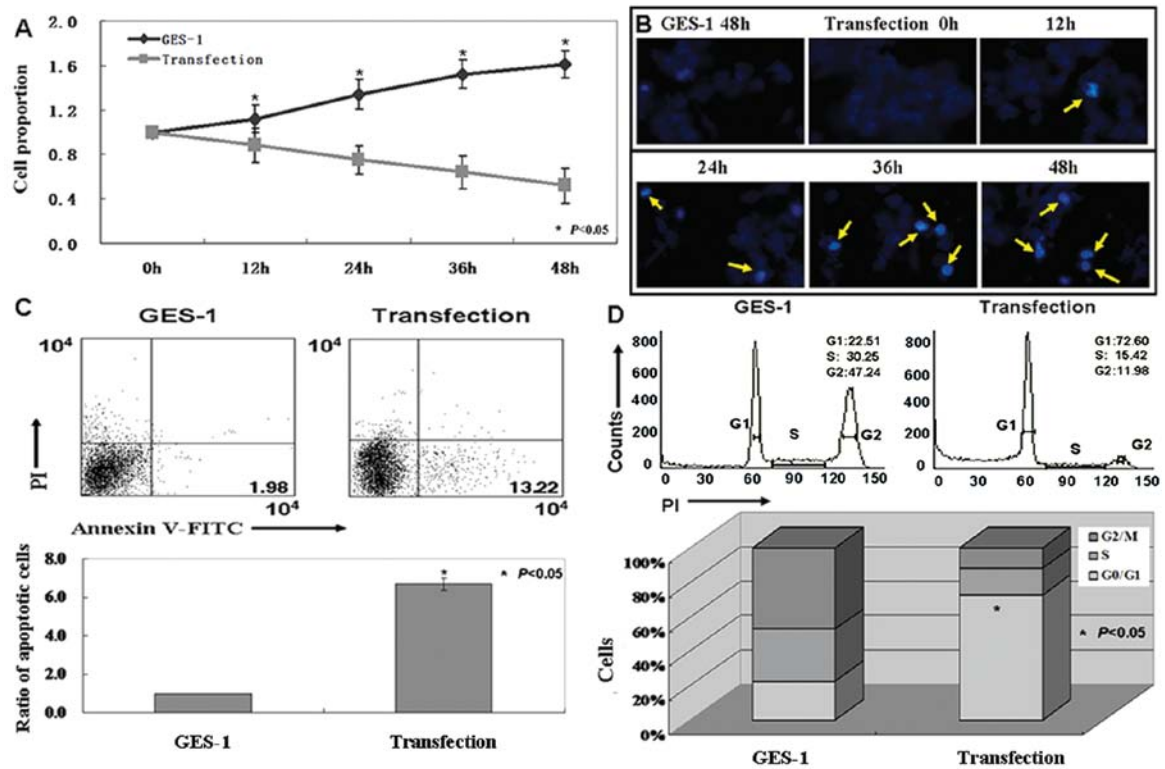 A
2.0
1.6
1.2
0.8
0.4
0.0
Cell proportion
GES-1
Transfection
*
*
*
*
* P<0.05
0h 12h 24h 36h 48h
B
GES-1 48h Transfection 0h 12h
24h 36h 48h
C
GES-1 Transfection
10⁴ 10⁴
PI
1.98 13.22
10⁴ 10⁴
Annexin V-FITC
8.0
6.0
4.0
2.0
0.0
Ratio of apoptotic cells
*
* P<0.05
GES-1 Transfection
D
GES-1 Transfection
800
600
400
200
0
Counts
G1:22.51
S: 30.25
G2:47.24
G1 S G2
0 30 60 90 120 150
800
600
400
200
0
G1:72.60
S: 15.42
G2:11.98
G1 S G2
0 30 60 90 120 150
PI
100%
80%
60%
40%
20%
0%
Cells
G2/M
S
G0/G1
*
* P<0.05
GES-1 Transfection